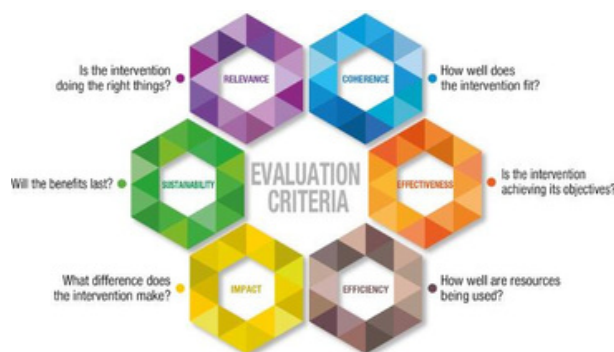 Is the intervention
doing the right things?
RELEVANCE
COHERENCE
How well does
the intervention fit?
Will the benefits last?
SUSTAINABILITY
EVALUATION
CRITERIA
EFFECTIVENESS
Is the intervention
achieving its objectives?
What difference does
the intervention make?
IMPACT
EFFICIENCY
How well are resources
being used?